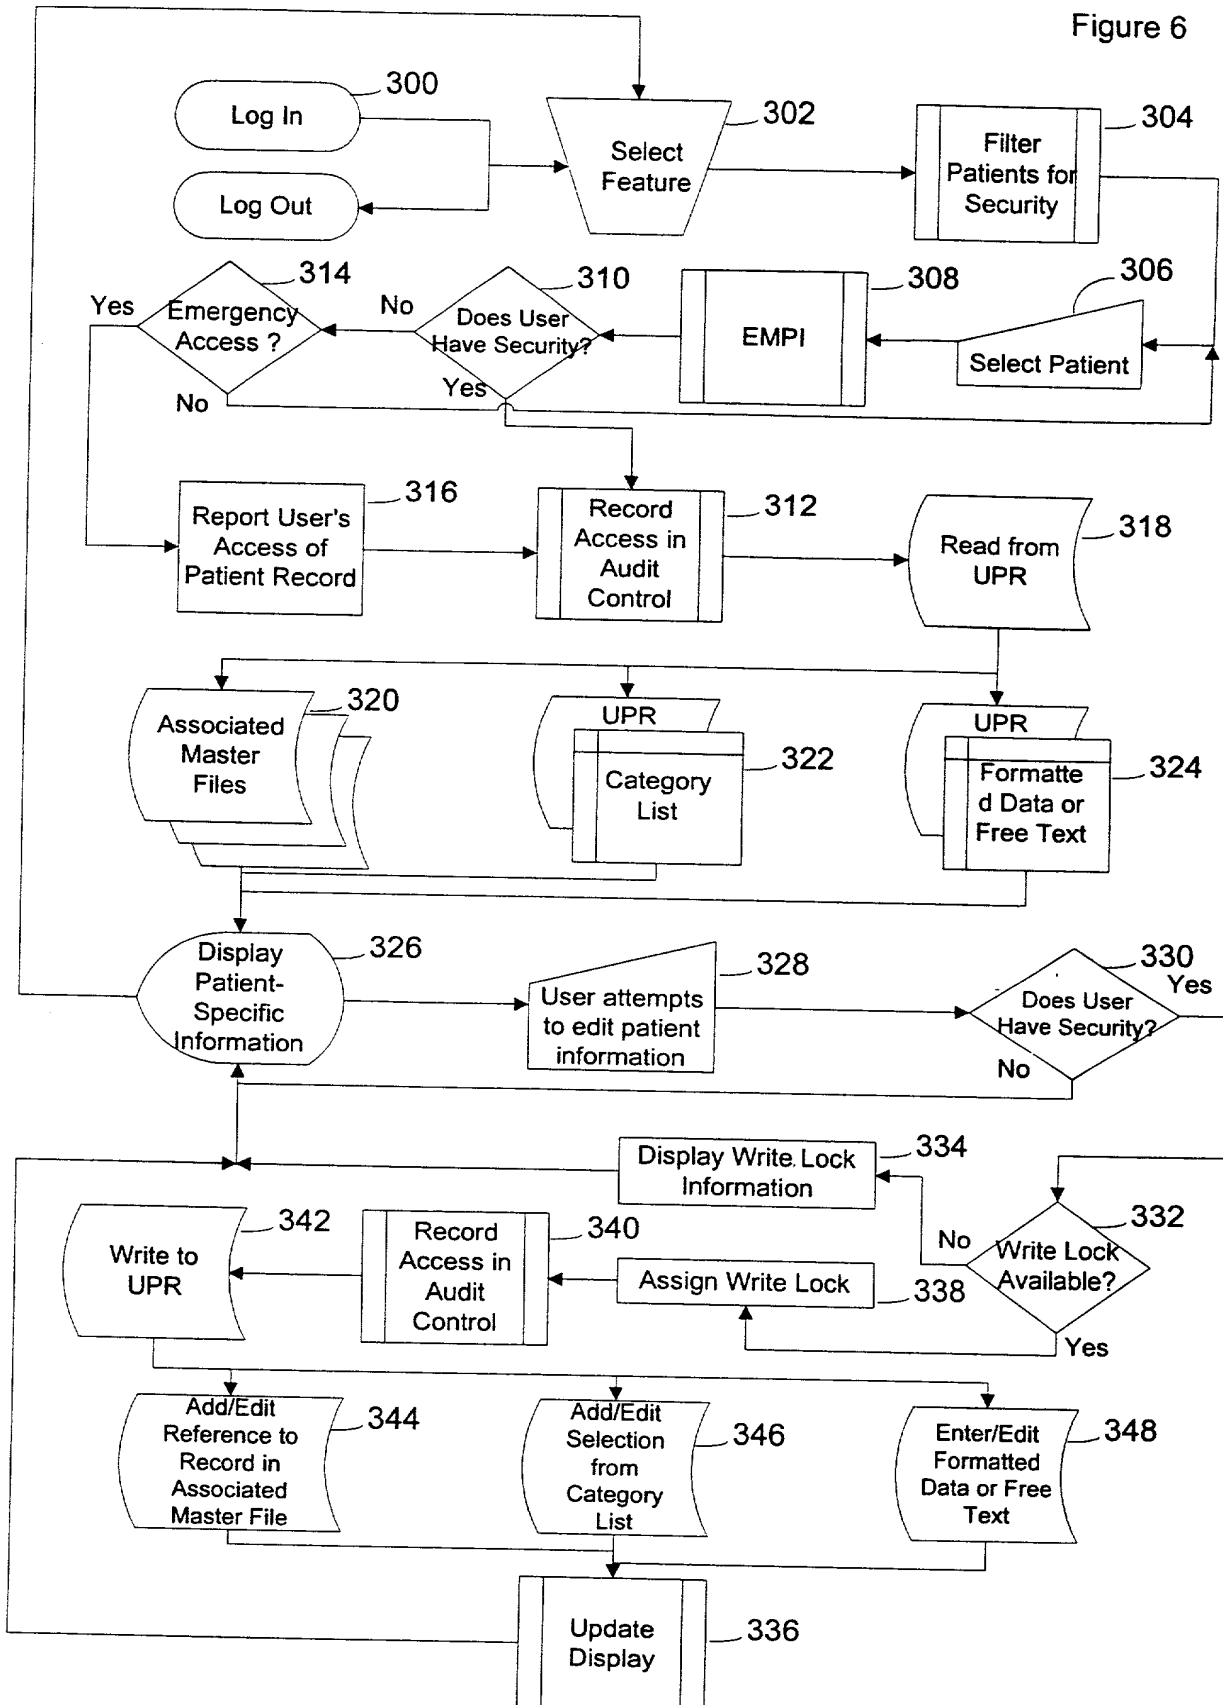 Figure 6
300
Log In
302
Select
Feature
304
Filter
Patients for
Security
Log Out
314
Yes
Emergency
Access ?
No
310
No
Does User
Have Security?
Yes
308
EMPI
306
Select Patient
316
Report User's
Access of
Patient Record
312
Record
Access in
Audit
Control
318
Read from
UPR
320
Associated
Master
Files
UPR
322
Category
List
UPR
324
Formatte
d Data or
Free Text
326
Display
Patient-
Specific
Information
328
User attempts
to edit patient
information
330
Yes
Does User
Have Security?
No
334
Display Write Lock
Information
332
No
Write Lock
Available?
Yes
342
Write to
UPR
340
Record
Access in
Audit
Control
Assign Write Lock
338
344
Add/Edit
Reference to
Record in
Associated
Master File
346
Add/Edit
Selection
from
Category
List
348
Enter/Edit
Formatted
Data or Free
Text
336
Update
Display